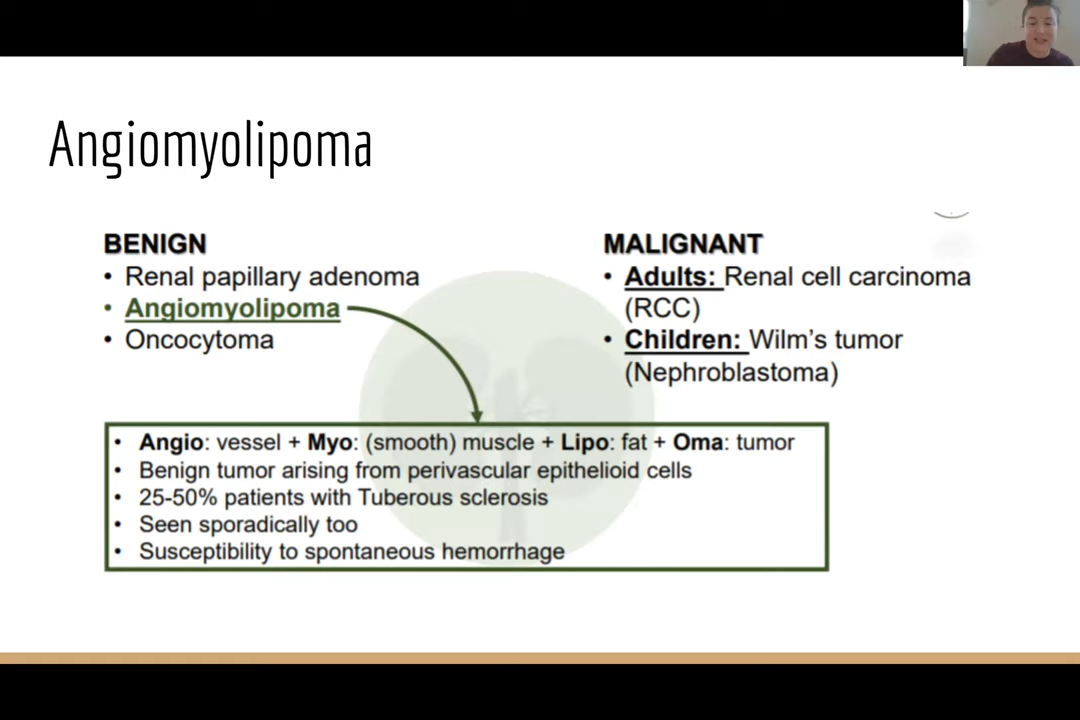 Angiomyolipoma
BENIGN
• Renal papillary adenoma
• Angiomyolipoma
• Oncocytoma
MALIGNANT
• Adults: Renal cell carcinoma
(RCC)
• Children: Wilm's tumor
(Nephroblastoma)
• Angio: vessel + Myo: (smooth) muscle + Lipo: fat + Oma: tumor
• Benign tumor arising from perivascular epithelioid cells
• 25-50% patients with Tuberous sclerosis
• Seen sporadically too
• Susceptibility to spontaneous hemorrhage